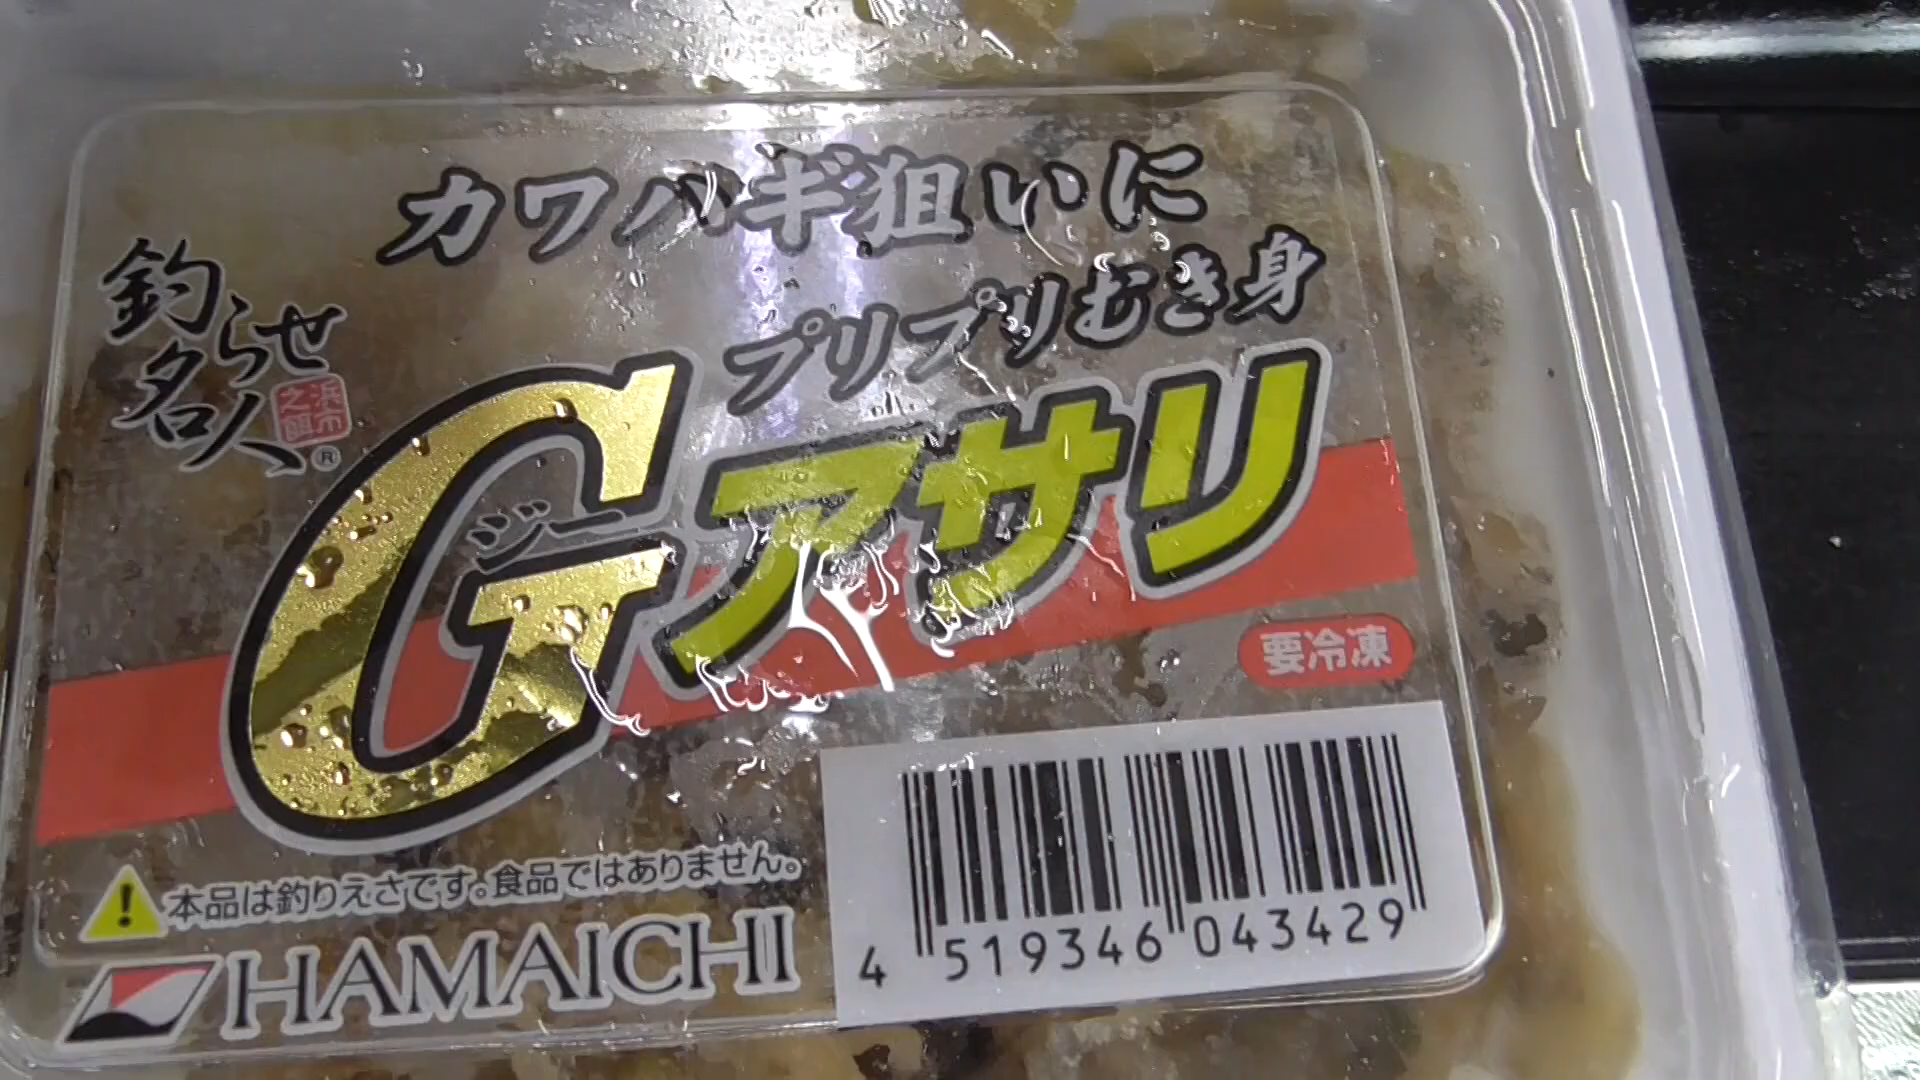 カワハギ狙いに
プリプリむき身
釣らせ
名人
浜市
之餌
®
Gアサリ
ジー
要冷凍
本品は釣りえさです。食品ではありません。
HAMAICHI
4 519346 043429